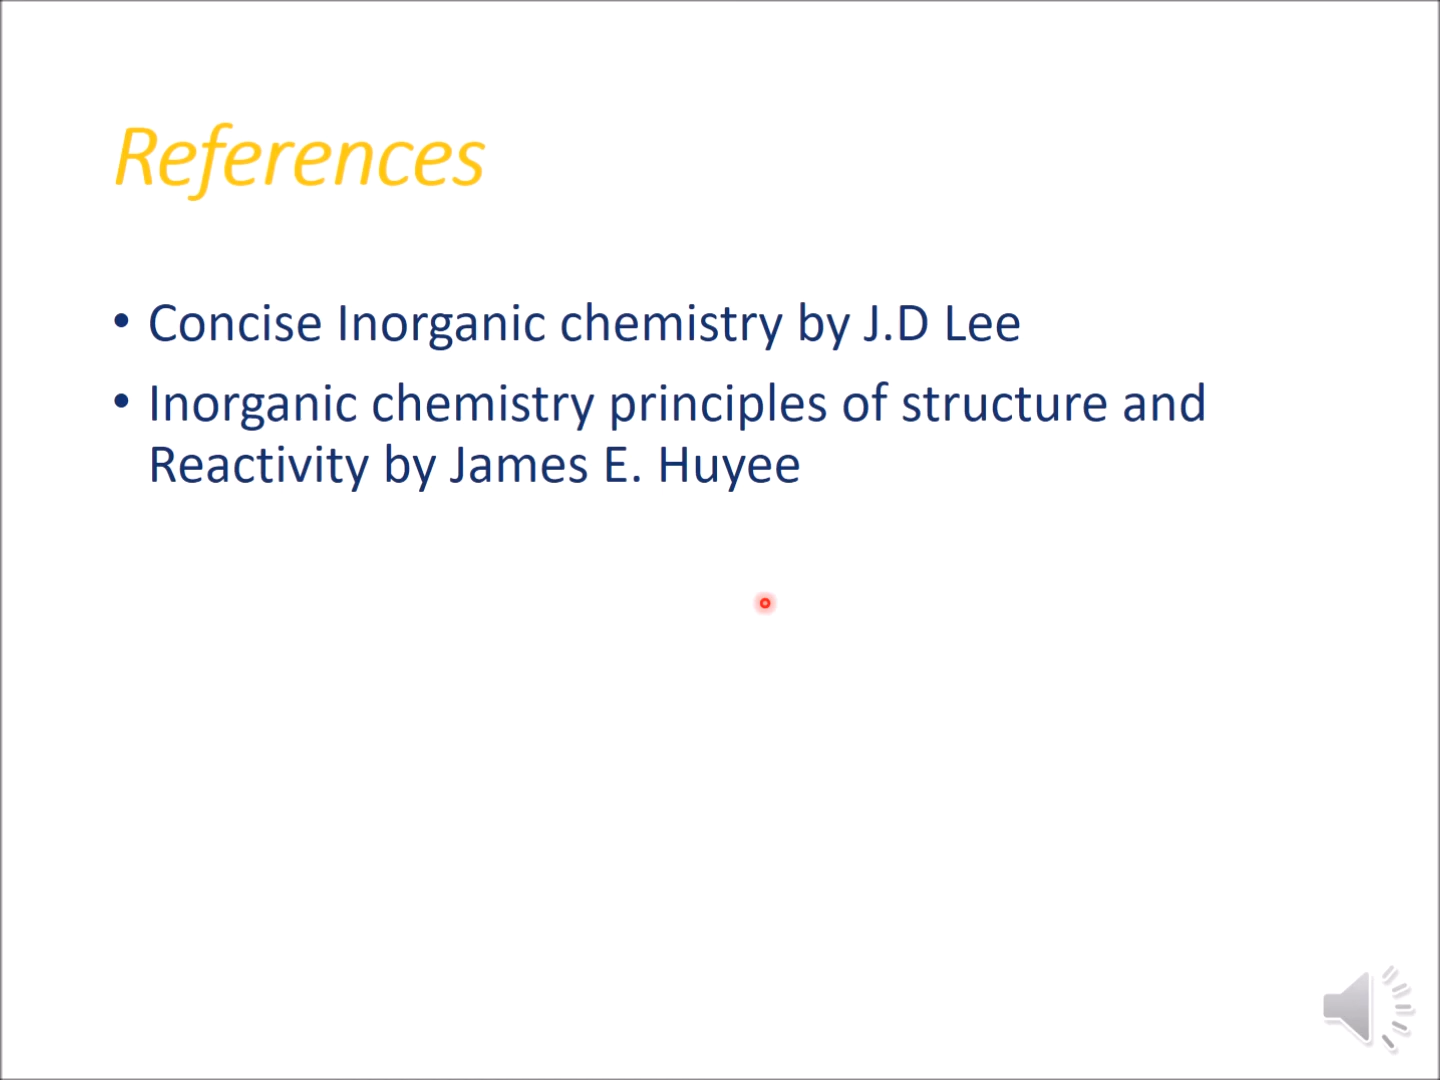 References
• Concise Inorganic chemistry by J.D Lee
• Inorganic chemistry principles of structure and
Reactivity by James E. Huyee